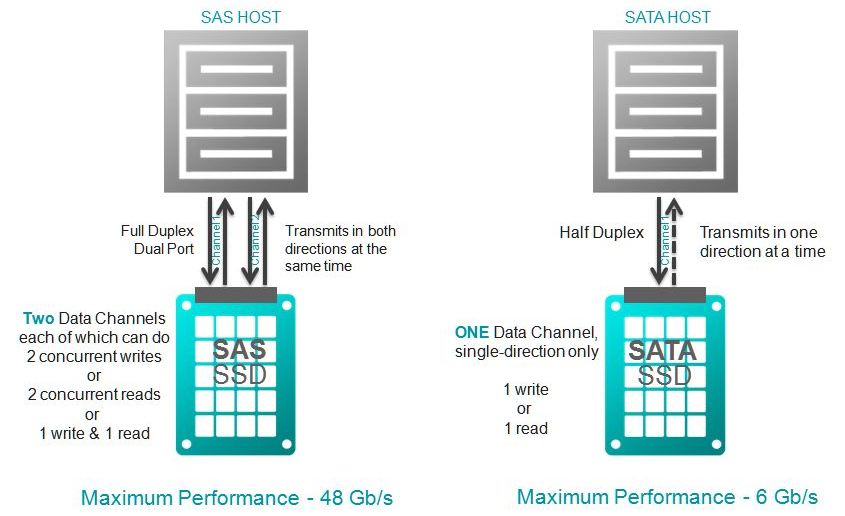 SAS HOST
Full Duplex
Dual Port
Channel 1
Channel 2
Transmits in both
directions at the
same time
Two Data Channels
each of which can do
2 concurrent writes
or
2 concurrent reads
or
1 write & 1 read
SAS
SSD
Maximum Performance - 48 Gb/s
SATA HOST
Half Duplex
Channel 1
Transmits in one
direction at a time
ONE Data Channel,
single-direction only
1 write
or
1 read
SATA
SSD
Maximum Performance - 6 Gb/s